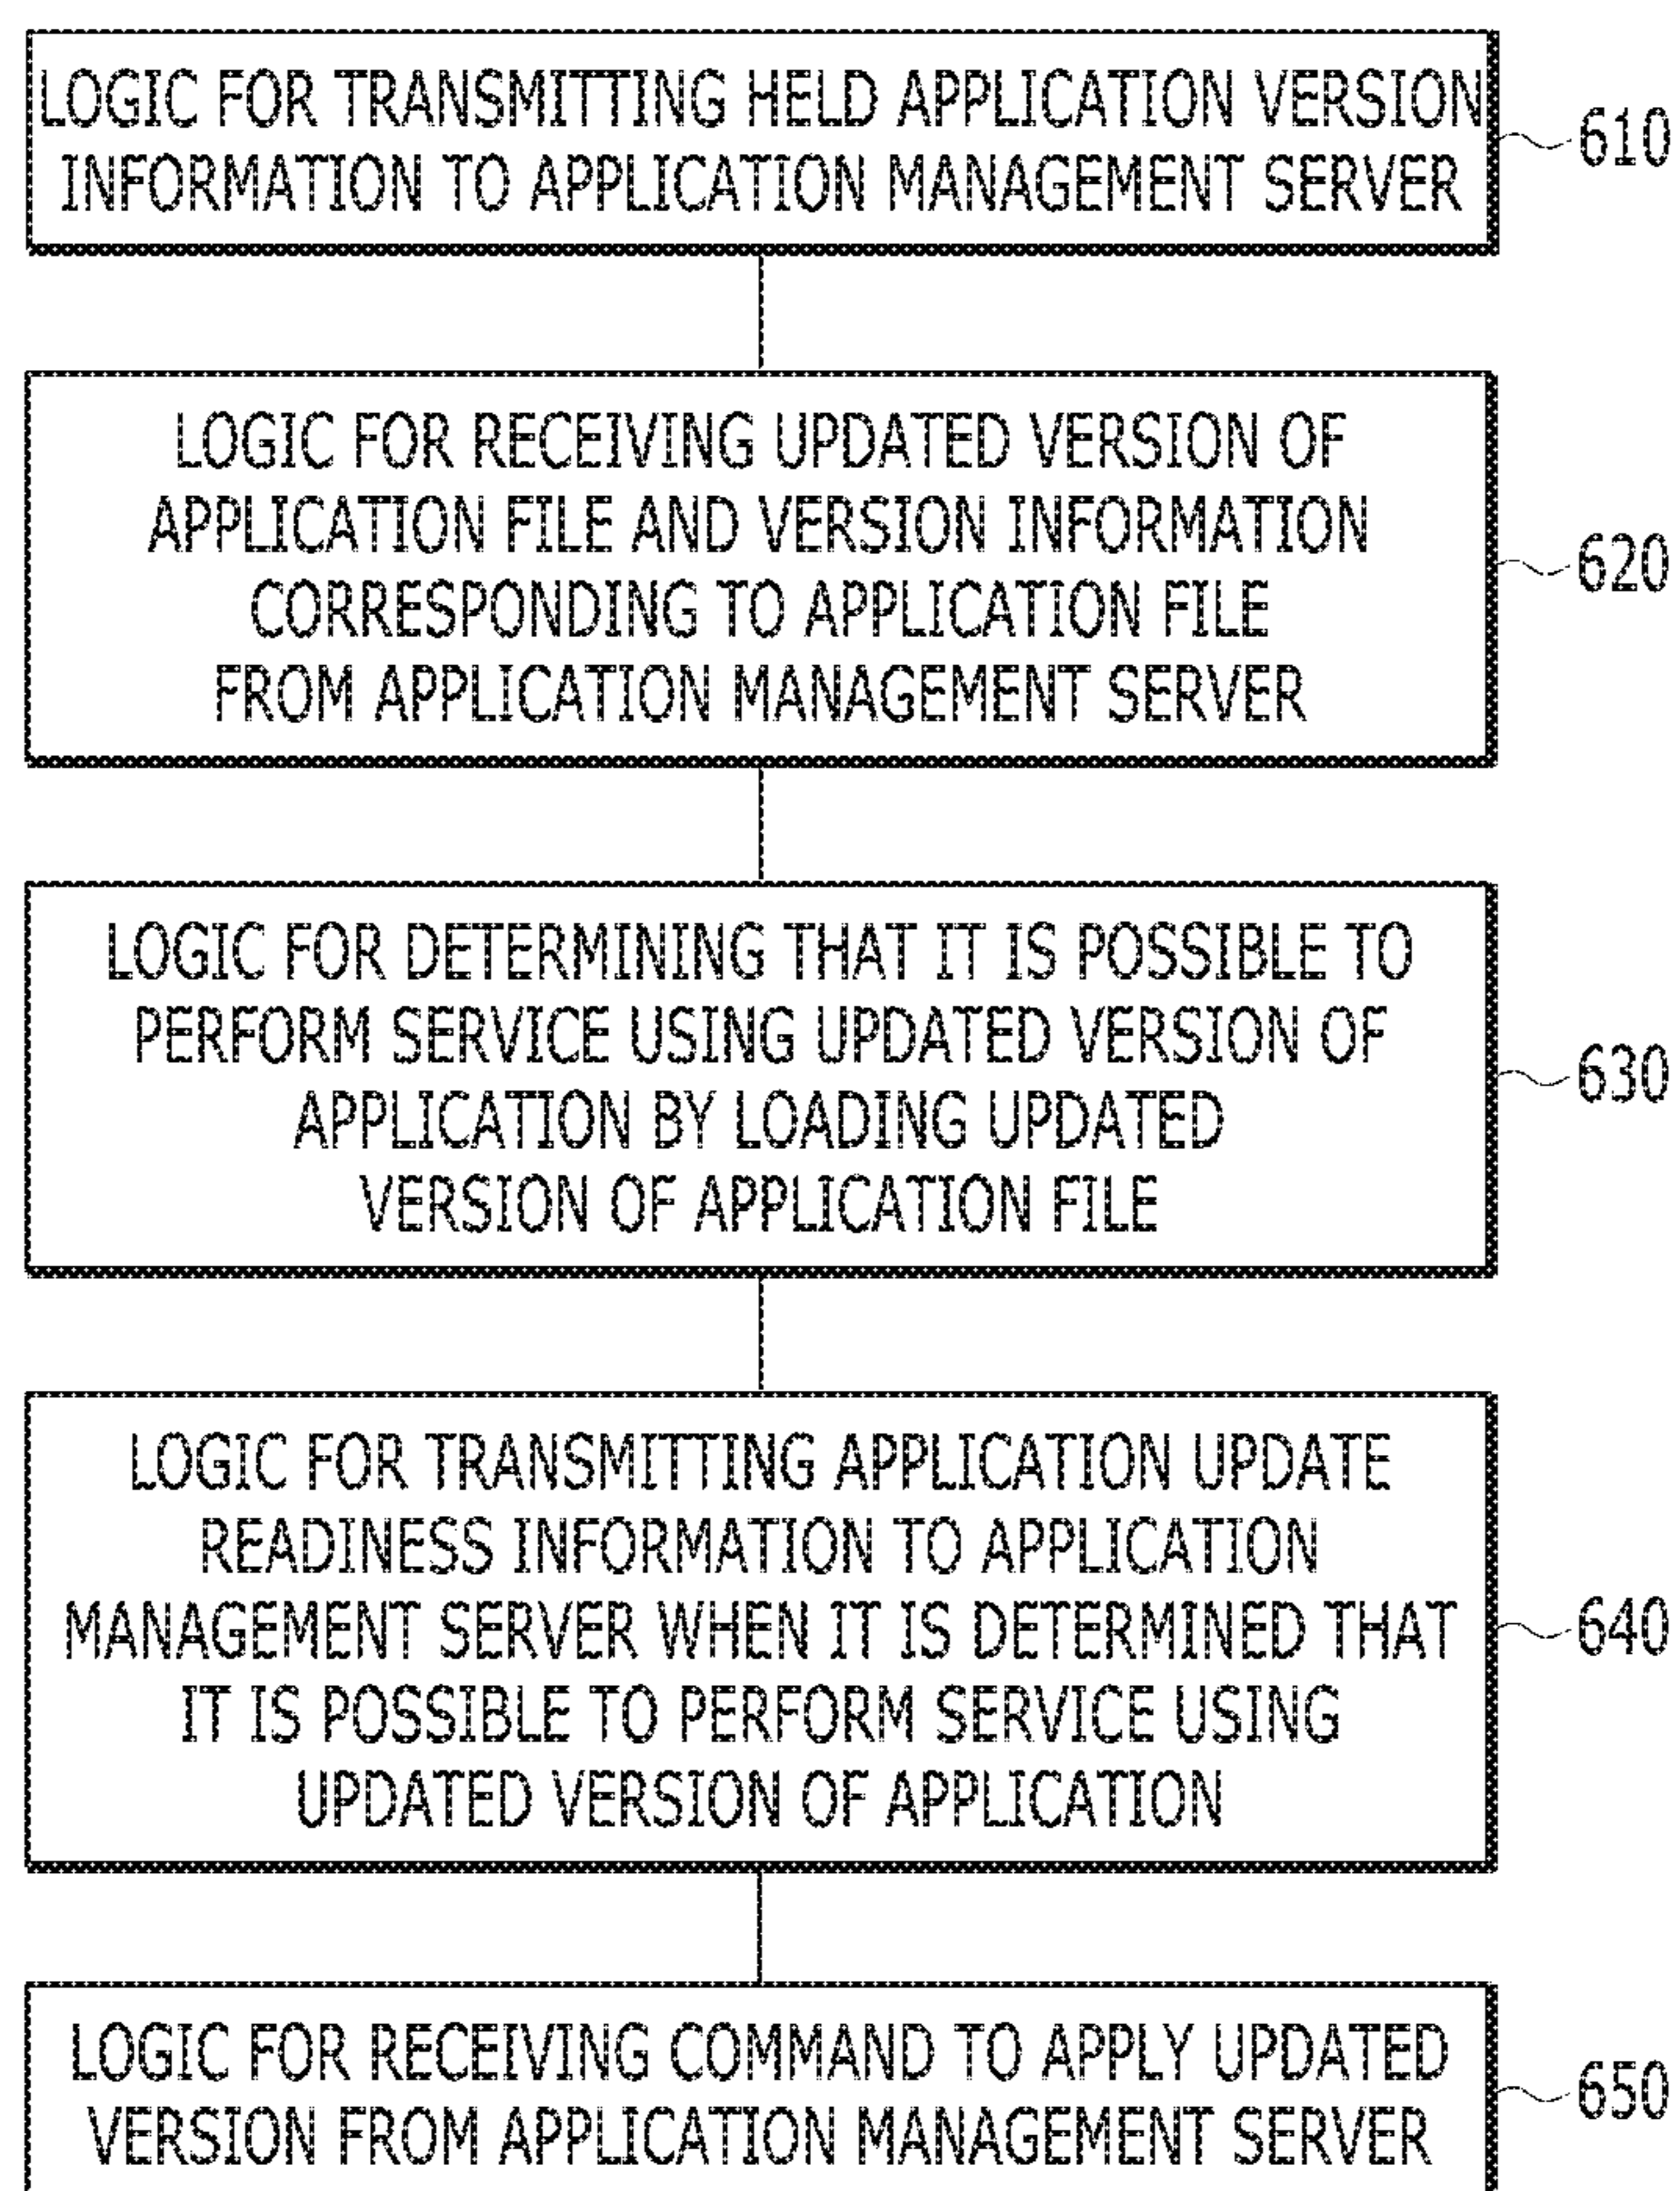 LOGIC FOR TRANSMITTING HELD APPLICATION VERSION
INFORMATION TO APPLICATION MANAGEMENT SERVER
610
LOGIC FOR RECEIVING UPDATED VERSION OF
APPLICATION FILE AND VERSION INFORMATION
CORRESPONDING TO APPLICATION FILE
FROM APPLICATION MANAGEMENT SERVER
620
LOGIC FOR DETERMINING THAT IT IS POSSIBLE TO
PERFORM SERVICE USING UPDATED VERSION OF
APPLICATION BY LOADING UPDATED
VERSION OF APPLICATION FILE
630
LOGIC FOR TRANSMITTING APPLICATION UPDATE
READINESS INFORMATION TO APPLICATION
MANAGEMENT SERVER WHEN IT IS DETERMINED THAT
IT IS POSSIBLE TO PERFORM SERVICE USING
UPDATED VERSION OF APPLICATION
640
LOGIC FOR RECEIVING COMMAND TO APPLY UPDATED
VERSION FROM APPLICATION MANAGEMENT SERVER
650